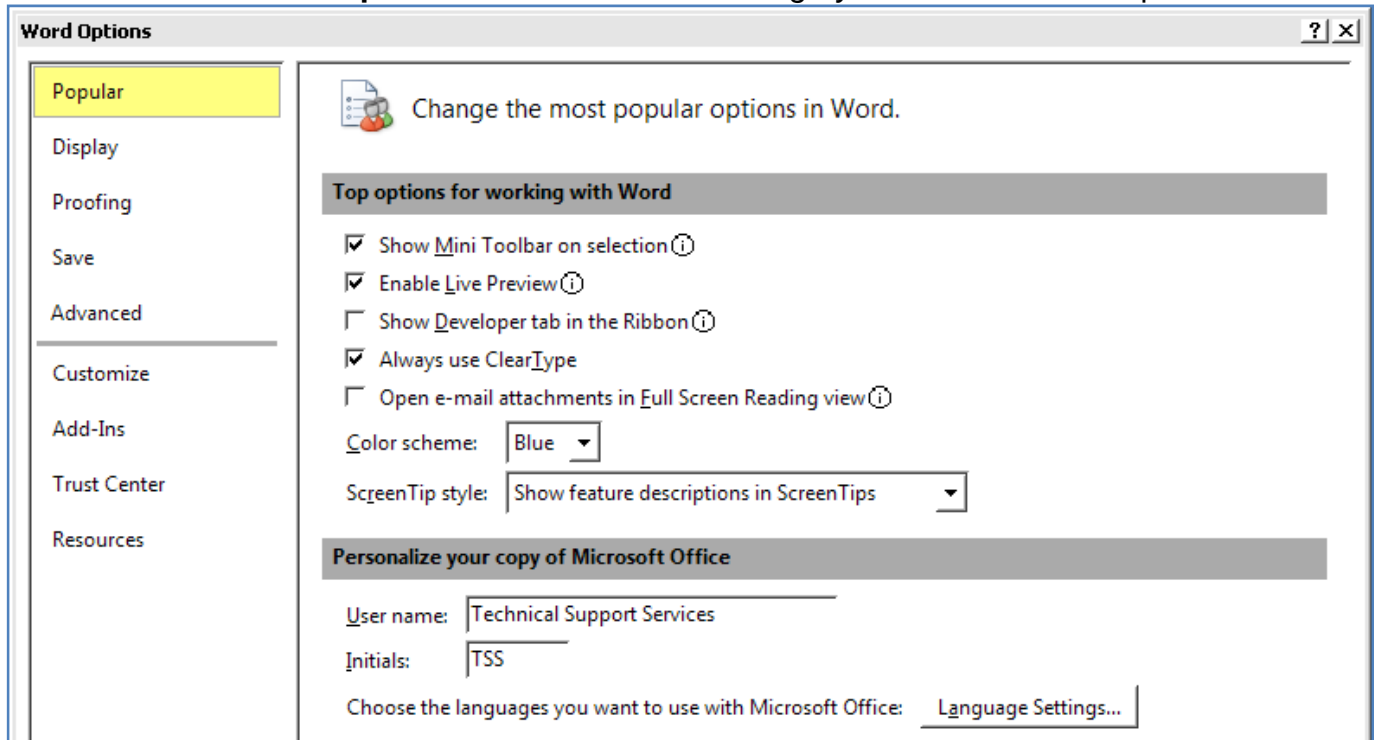 Word Options
? x
Popular
Display
Proofing
Save
Advanced
Customize
Add-Ins
Trust Center
Resources
Change the most popular options in Word.
Top options for working with Word
Show Mini Toolbar on selection
Enable Live Preview
Show Developer tab in the Ribbon
Always use ClearType
Open e-mail attachments in Full Screen Reading view
Color scheme: Blue
ScreenTip style: Show feature descriptions in ScreenTips
Personalize your copy of Microsoft Office
User name: Technical Support Services
Initials: TSS
Choose the languages you want to use with Microsoft Office: Language Settings...